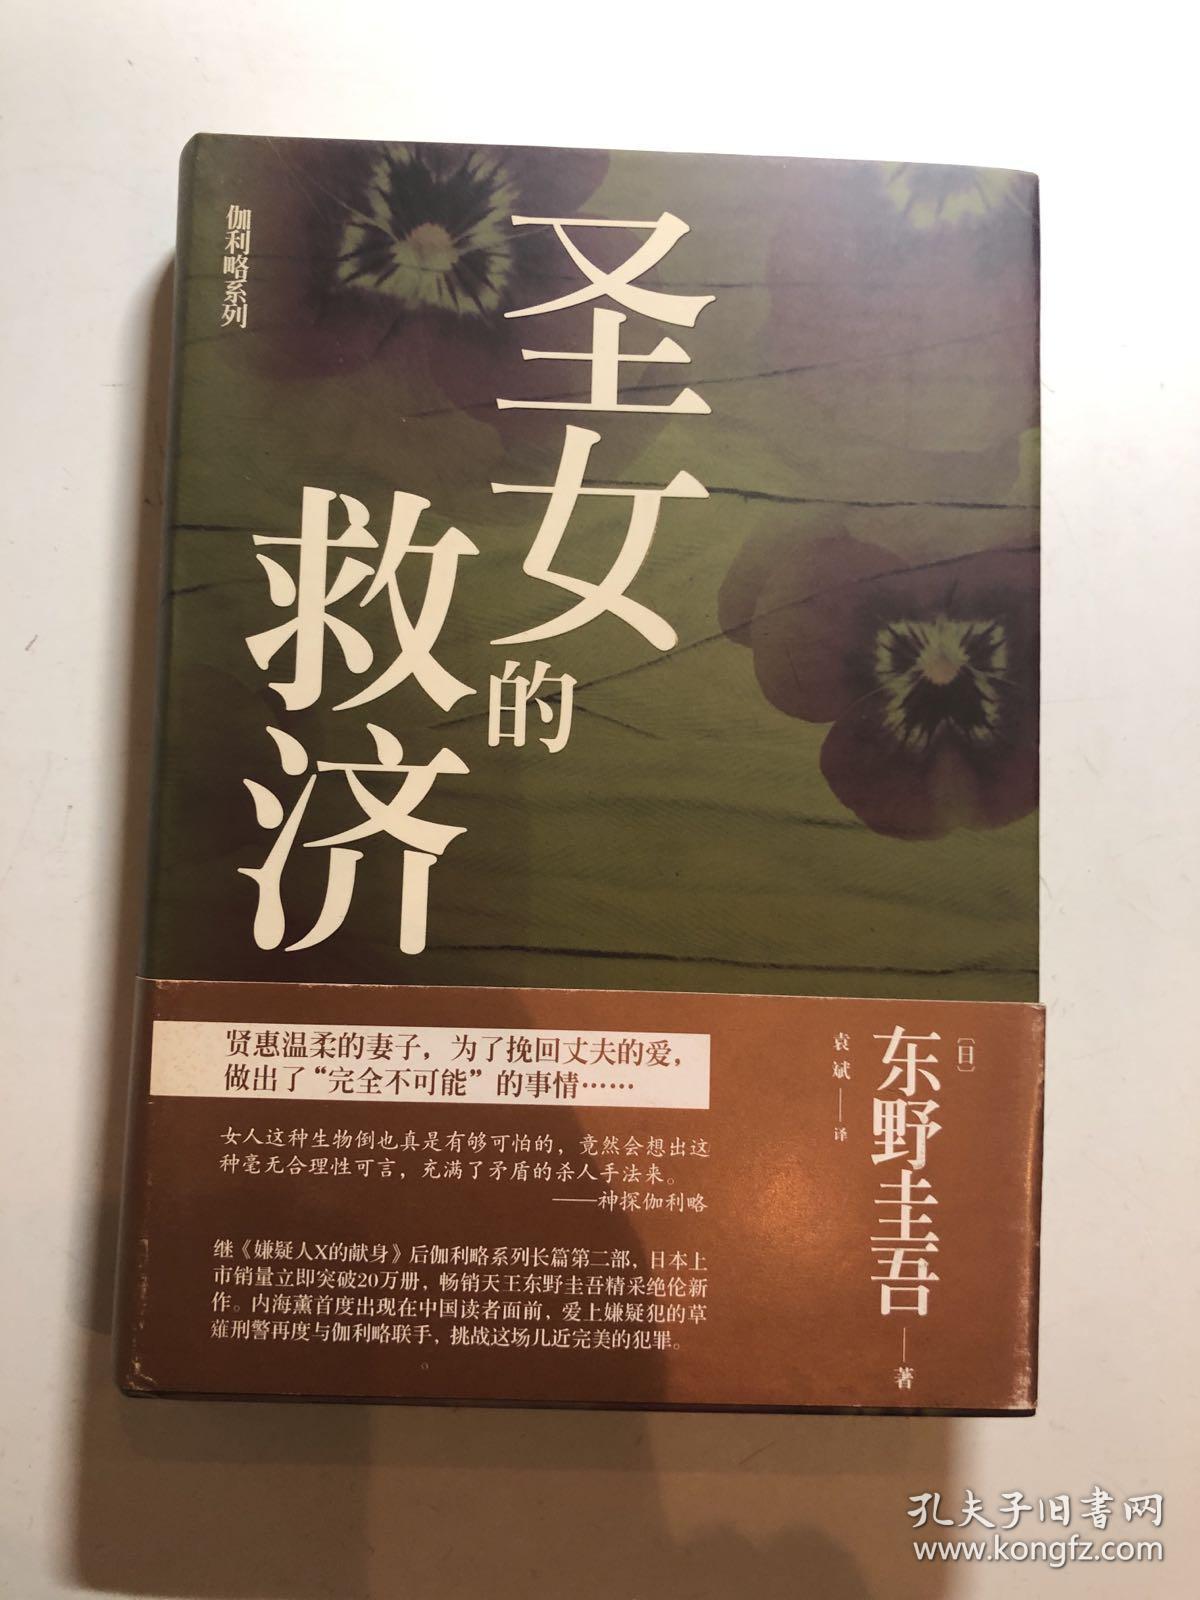 伽利略系列
圣女的
救济
〔日〕
东野圭吾——著
袁斌——译
贤惠温柔的妻子，为了挽回丈夫的爱，
做出了“完全不可能”的事情……
女人这种生物倒也真是有够可怕的，竟然会想出这
种毫无合理性可言，充满了矛盾的杀人手法来。
——神探伽利略
继《嫌疑人X的献身》后伽利略系列长篇第二部，日本上
市销量立即突破20万册，畅销天王东野圭吾精采绝伦新
作。内海薰首度出现在中国读者面前，爱上嫌疑犯的草
薙刑警再度与伽利略联手，挑战这场几近完美的犯罪。
孔夫子旧书网
www.kongfz.com